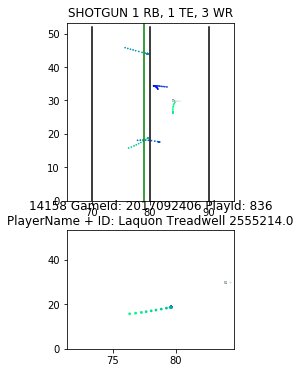 SHOTGUN 1 RB, 1 TE, 3 WR
50
40
30
20
10
0
70 80 90
14158 GameId: 2017092406 PlayId: 836
PlayerName + ID: Laquon Treadwell 2555214.0
40
20
0
75 80